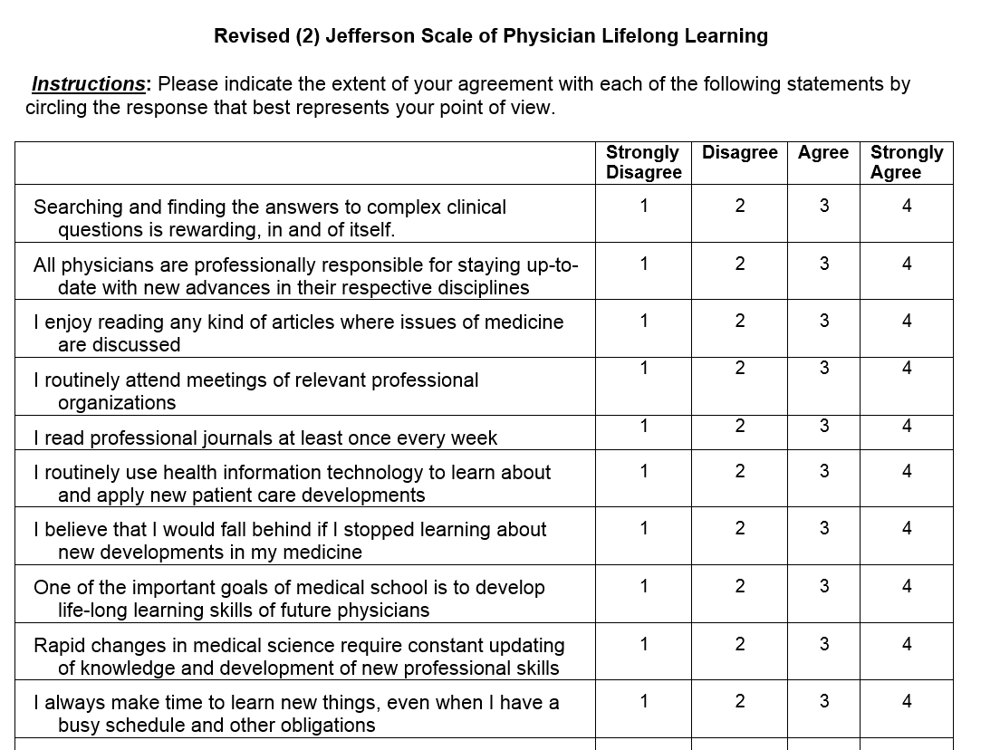 Revised (2) Jefferson Scale of Physician Lifelong Learning
Instructions: Please indicate the extent of your agreement with each of the following statements by
circling the response that best represents your point of view.
Strongly Disagree Disagree Agree Strongly Agree
Searching and finding the answers to complex clinical 1 2 3 4
questions is rewarding, in and of itself.
All physicians are professionally responsible for staying up-to- 1 2 3 4
date with new advances in their respective disciplines
I enjoy reading any kind of articles where issues of medicine 1 2 3 4
are discussed
I routinely attend meetings of relevant professional 1 2 3 4
organizations
I read professional journals at least once every week 1 2 3 4
I routinely use health information technology to learn about 1 2 3 4
and apply new patient care developments
I believe that I would fall behind if I stopped learning about 1 2 3 4
new developments in my medicine
One of the important goals of medical school is to develop 1 2 3 4
life-long learning skills of future physicians
Rapid changes in medical science require constant updating 1 2 3 4
of knowledge and development of new professional skills
I always make time to learn new things, even when I have a 1 2 3 4
busy schedule and other obligations